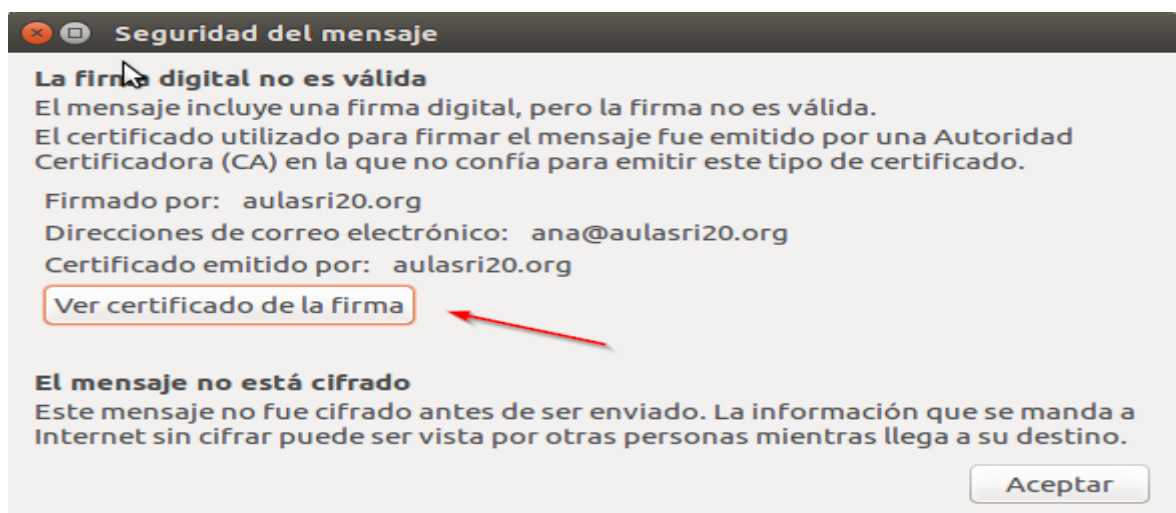 Seguridad del mensaje
La firma digital no es válida
El mensaje incluye una firma digital, pero la firma no es válida.
El certificado utilizado para firmar el mensaje fue emitido por una Autoridad
Certificadora (CA) en la que no confía para emitir este tipo de certificado.
Firmado por: aulasri20.org
Direcciones de correo electrónico: ana@aulasri20.org
Certificado emitido por: aulasri20.org
Ver certificado de la firma
El mensaje no está cifrado
Este mensaje no fue cifrado antes de ser enviado. La información que se manda a
Internet sin cifrar puede ser vista por otras personas mientras llega a su destino.
Aceptar